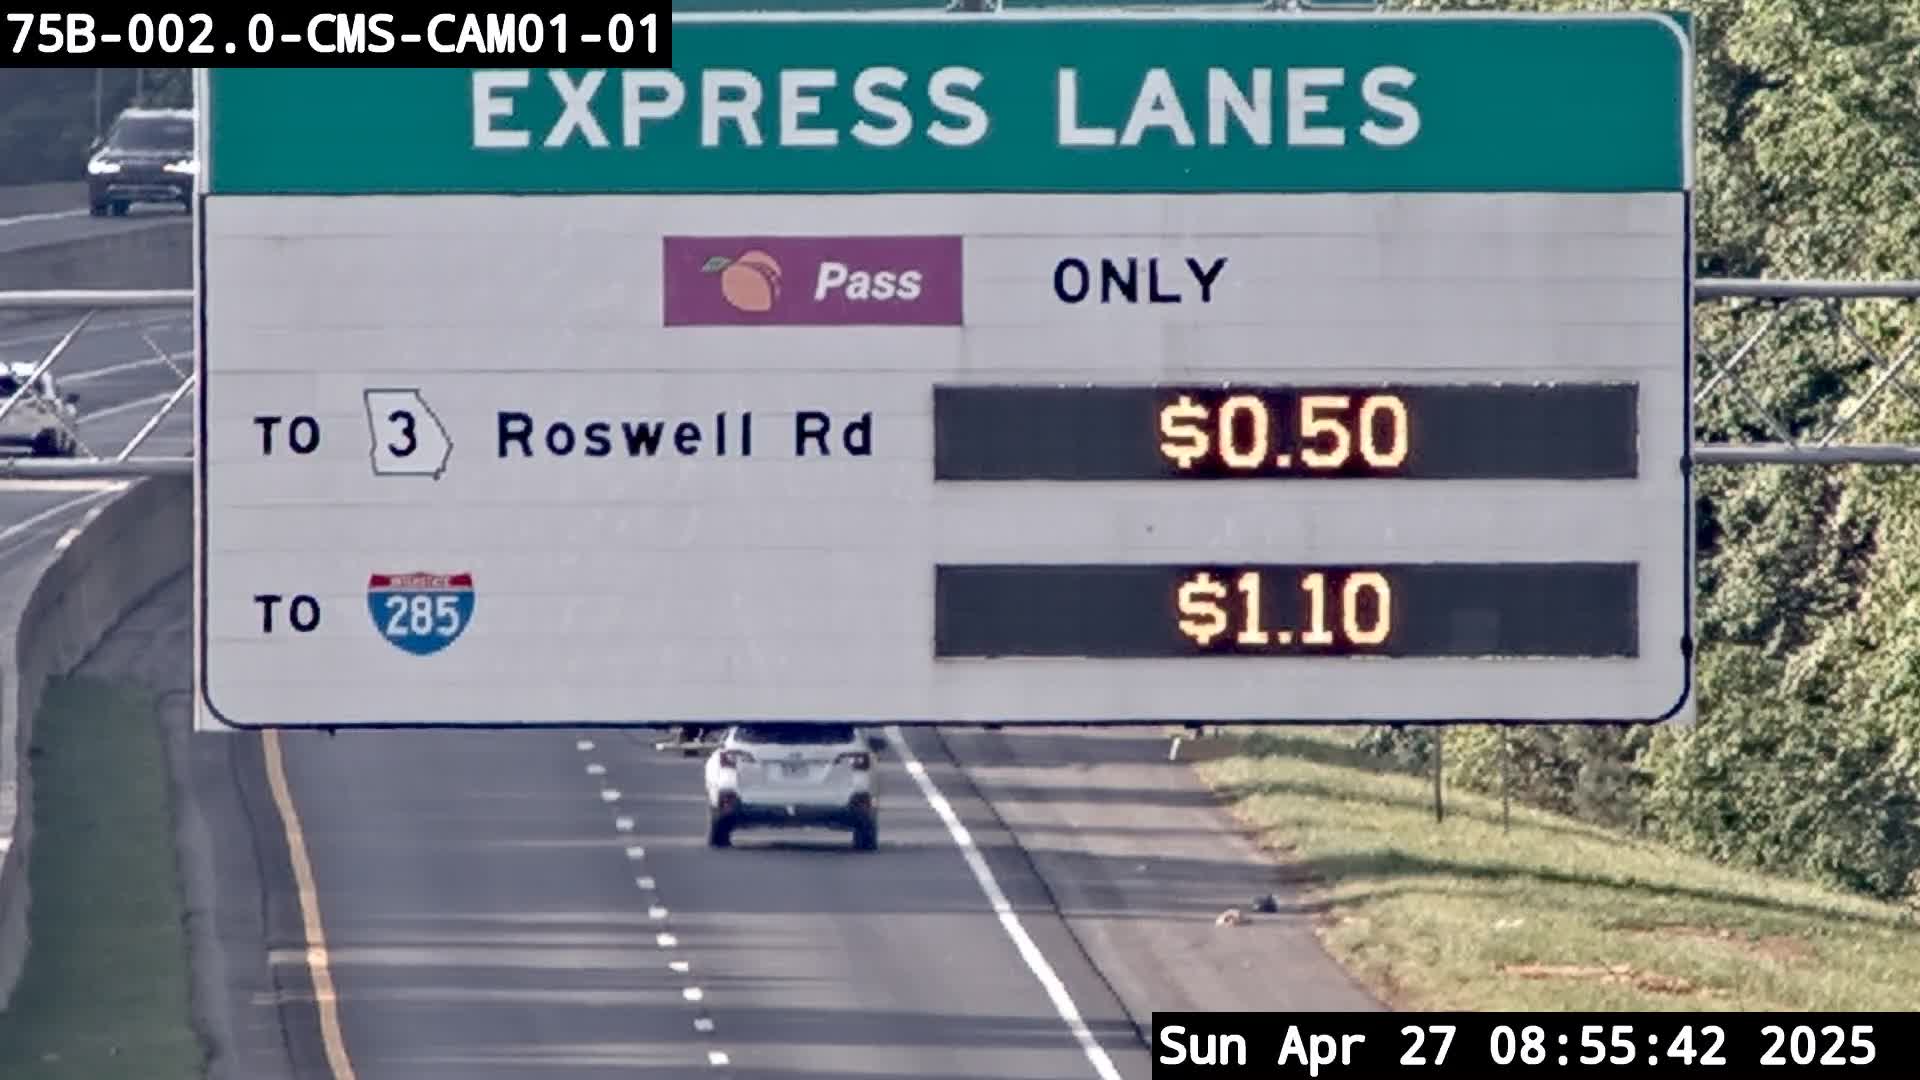 75B-002.0-CMS-CAM01-01
EXPRESS LANES
Pass ONLY
TO 3 Roswell Rd $0.50
INTERSTATE
TO 285 $1.10
Sun Apr 27 08:55:42 2025